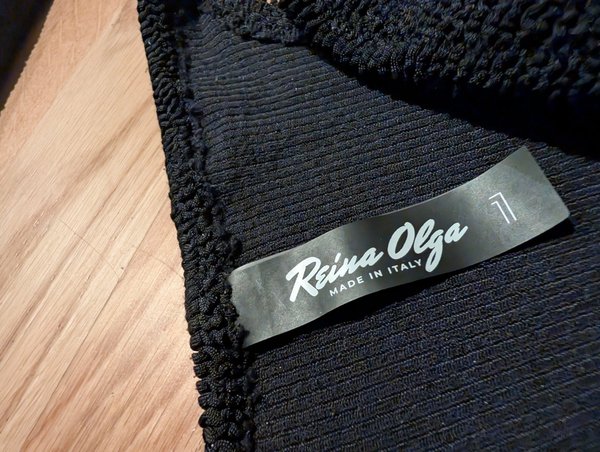 Reina Olga
MADE IN ITALY
1